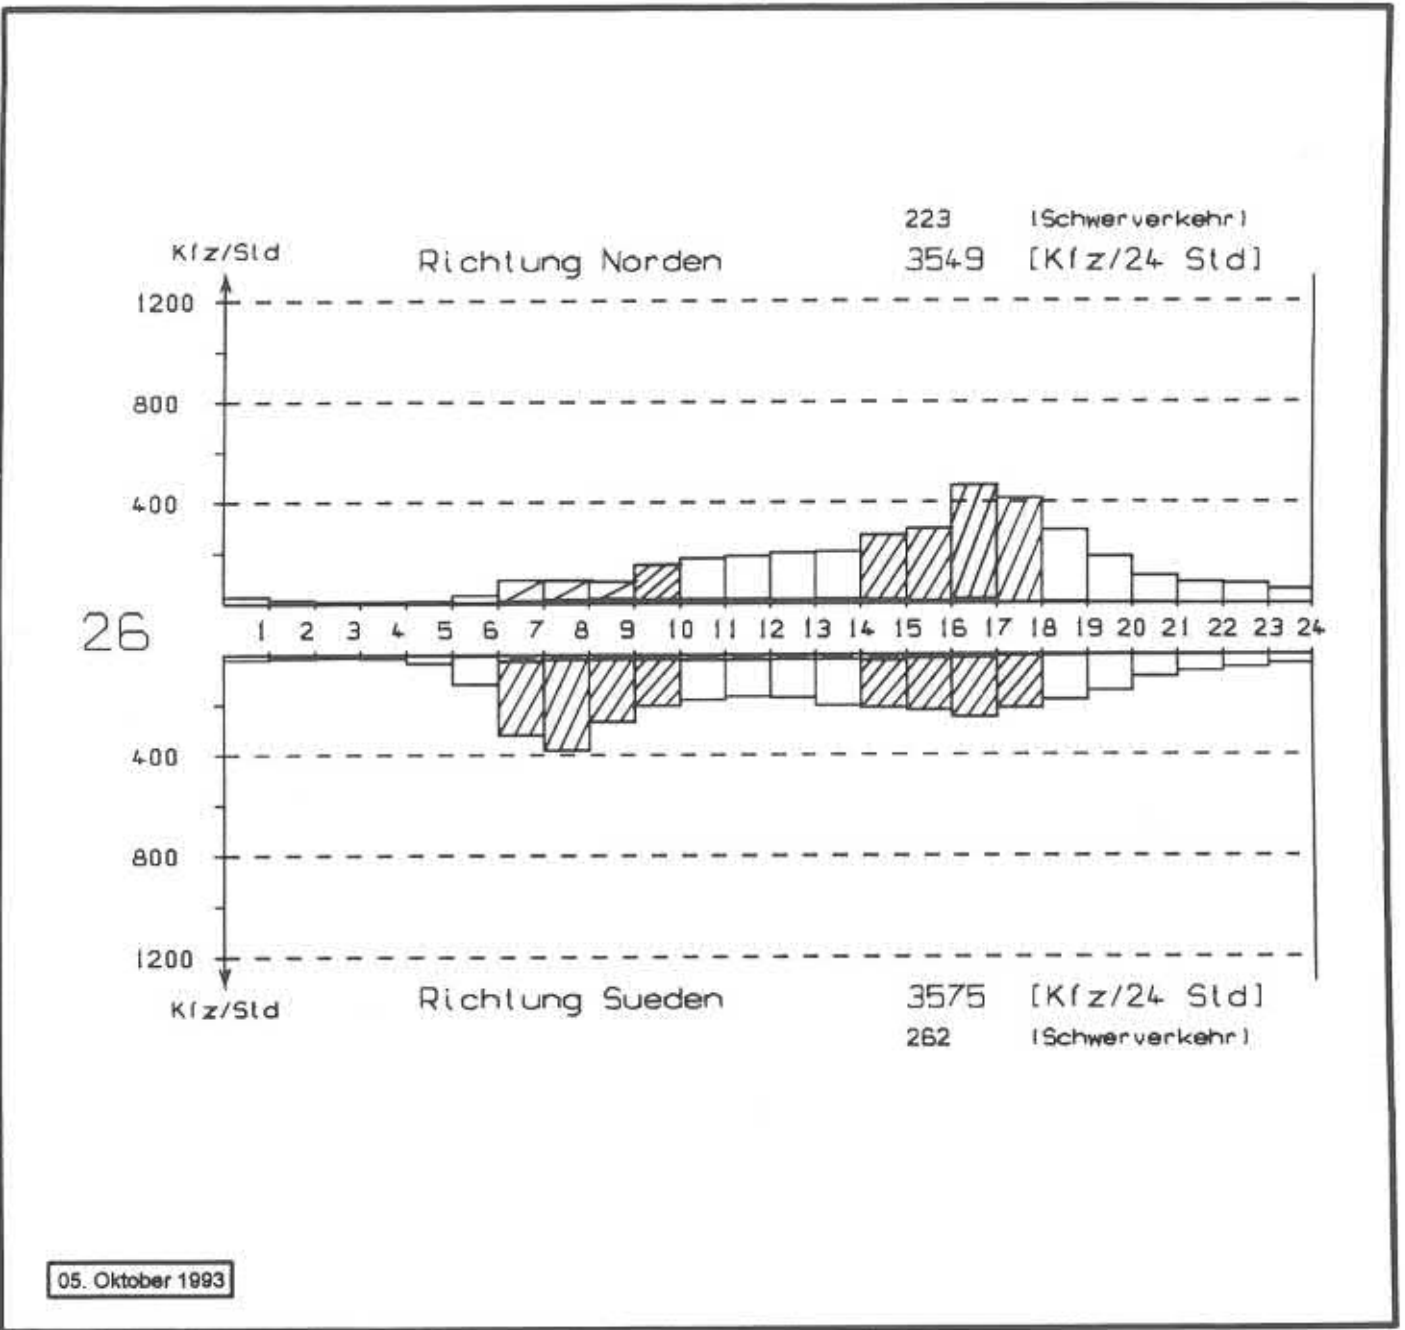 223 (Schwerverkehr)
Kfz/Std Richtung Norden 3549 [Kfz/24 Std]
1200
800
400
26 1 2 3 4 5 6 7 8 9 10 11 12 13 14 15 16 17 18 19 20 21 22 23 24
400
800
1200
Kfz/Std Richtung Sueden 3575 [Kfz/24 Std]
262 (Schwerverkehr)
05. Oktober 1993